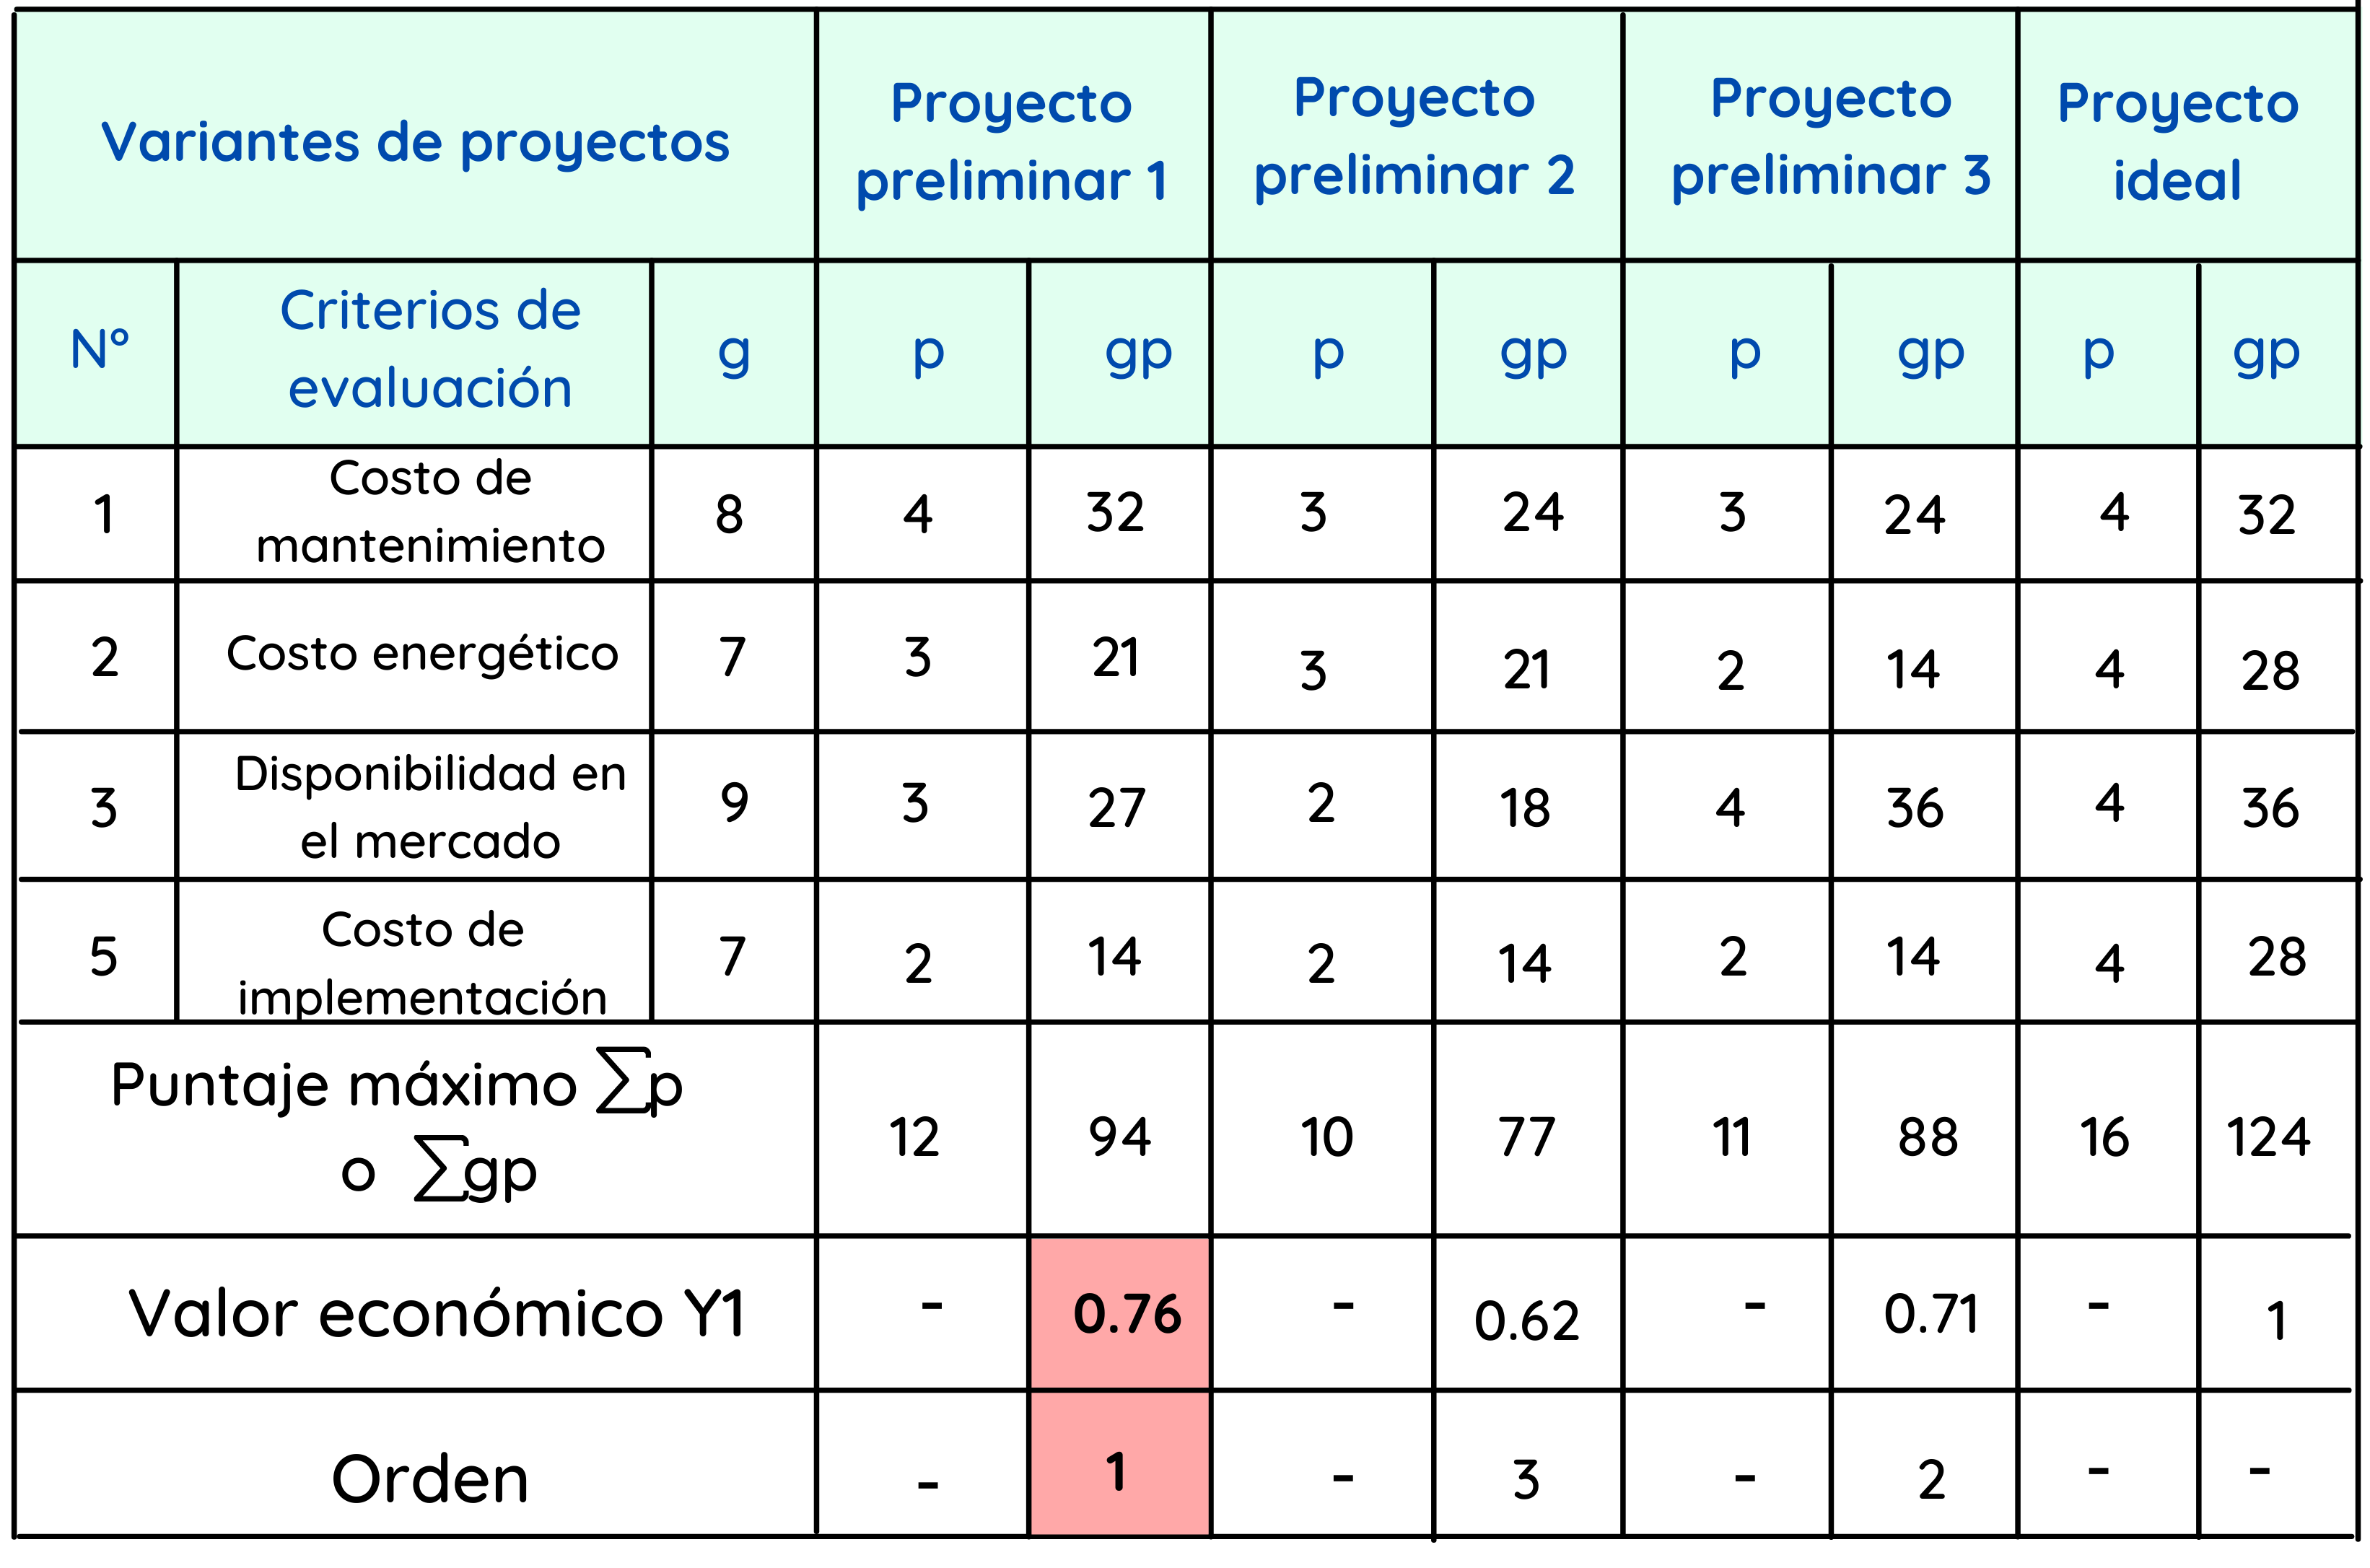 Variantes de proyectos
Proyecto
preliminar 1
Proyecto
preliminar 2
Proyecto
preliminar 3
Proyecto
ideal
N°
Criterios de
evaluación
g
p
gp
p
gp
p
gp
p
gp
1
Costo de
mantenimiento
8
4
32
3
24
3
24
4
32
2
Costo energético
7
3
21
3
21
2
14
4
28
3
Disponibilidad en
el mercado
9
3
27
2
18
4
36
4
36
5
Costo de
implementación
7
2
14
2
14
2
14
4
28
Puntaje máximo ∑p
o ∑gp
12
94
10
77
11
88
16
124
Valor económico Y1
-
0.76
-
0.62
-
0.71
-
1
Orden
-
1
-
3
-
2
-
-